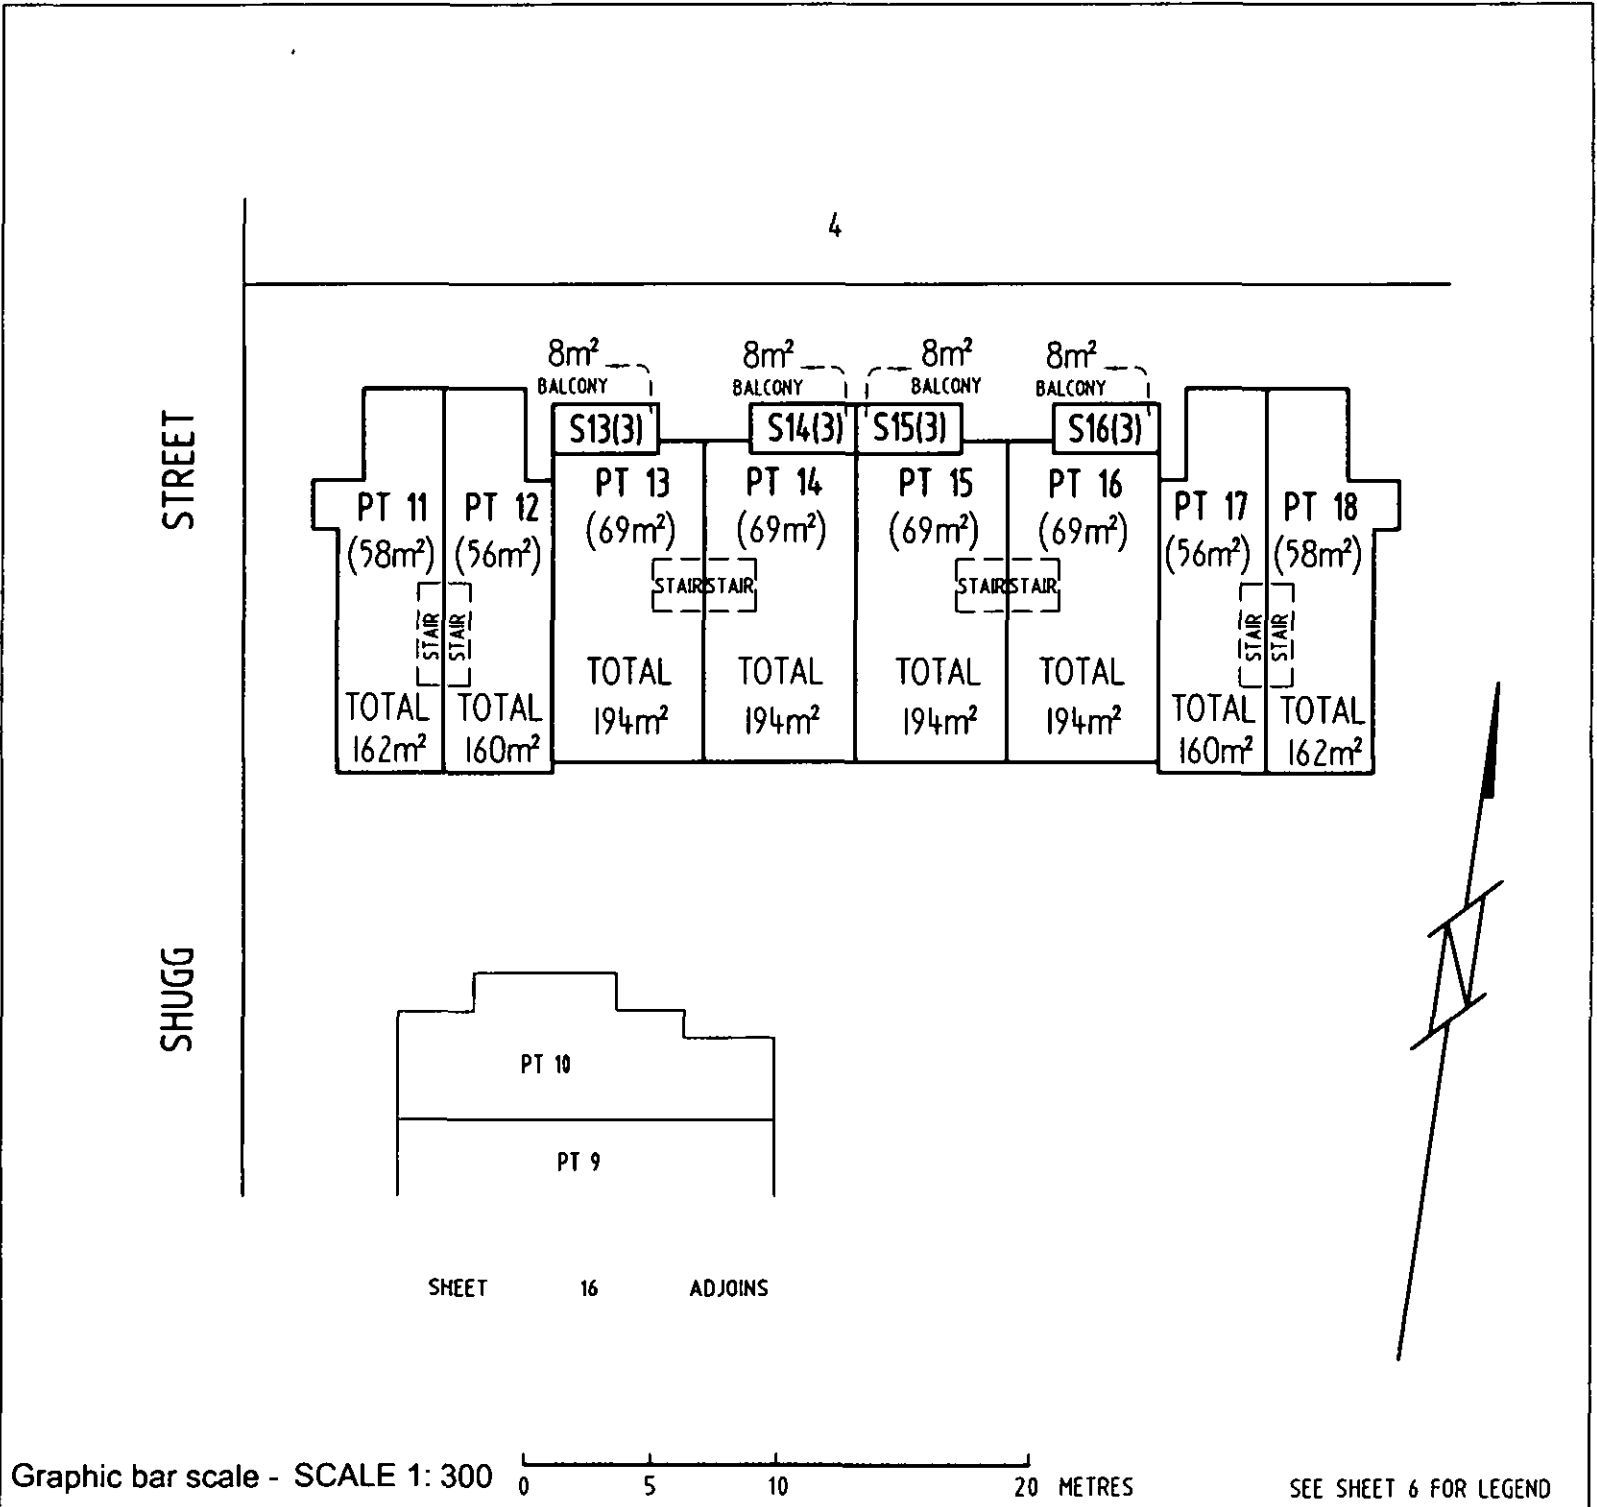 4
8m² 8m² 8m² 8m²
BALCONY BALCONY BALCONY BALCONY
S13(3) S14(3) S15(3) S16(3)
STREET
PT 11 PT 12 PT 13 PT 14 PT 15 PT 16 PT 17 PT 18
(58m²) (56m²) (69m²) (69m²) (69m²) (69m²) (56m²) (58m²)
STAIR STAIR STAIR STAIR STAIR STAIR STAIR STAIR
TOTAL TOTAL TOTAL TOTAL TOTAL TOTAL TOTAL TOTAL
162m² 160m² 194m² 194m² 194m² 194m² 160m² 162m²
SHUGG
N
PT 10
PT 9
SHEET 16 ADJOINS
Graphic bar scale - SCALE 1: 300
0 5 10 20 METRES
SEE SHEET 6 FOR LEGEND